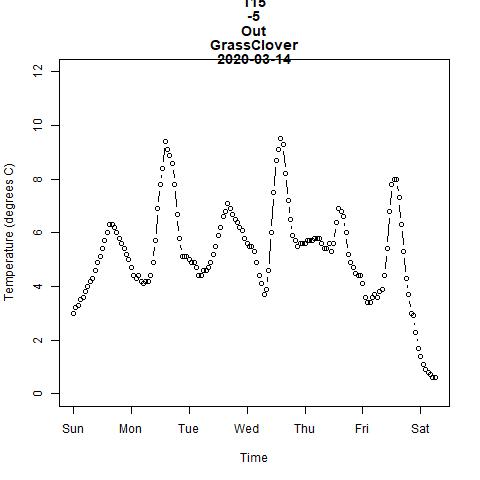 115
-5
Out
GrassClover
2020-03-14
Temperature (degrees C)
12
10
8
6
4
2
0
Sun Mon Tue Wed Thu Fri Sat
Time